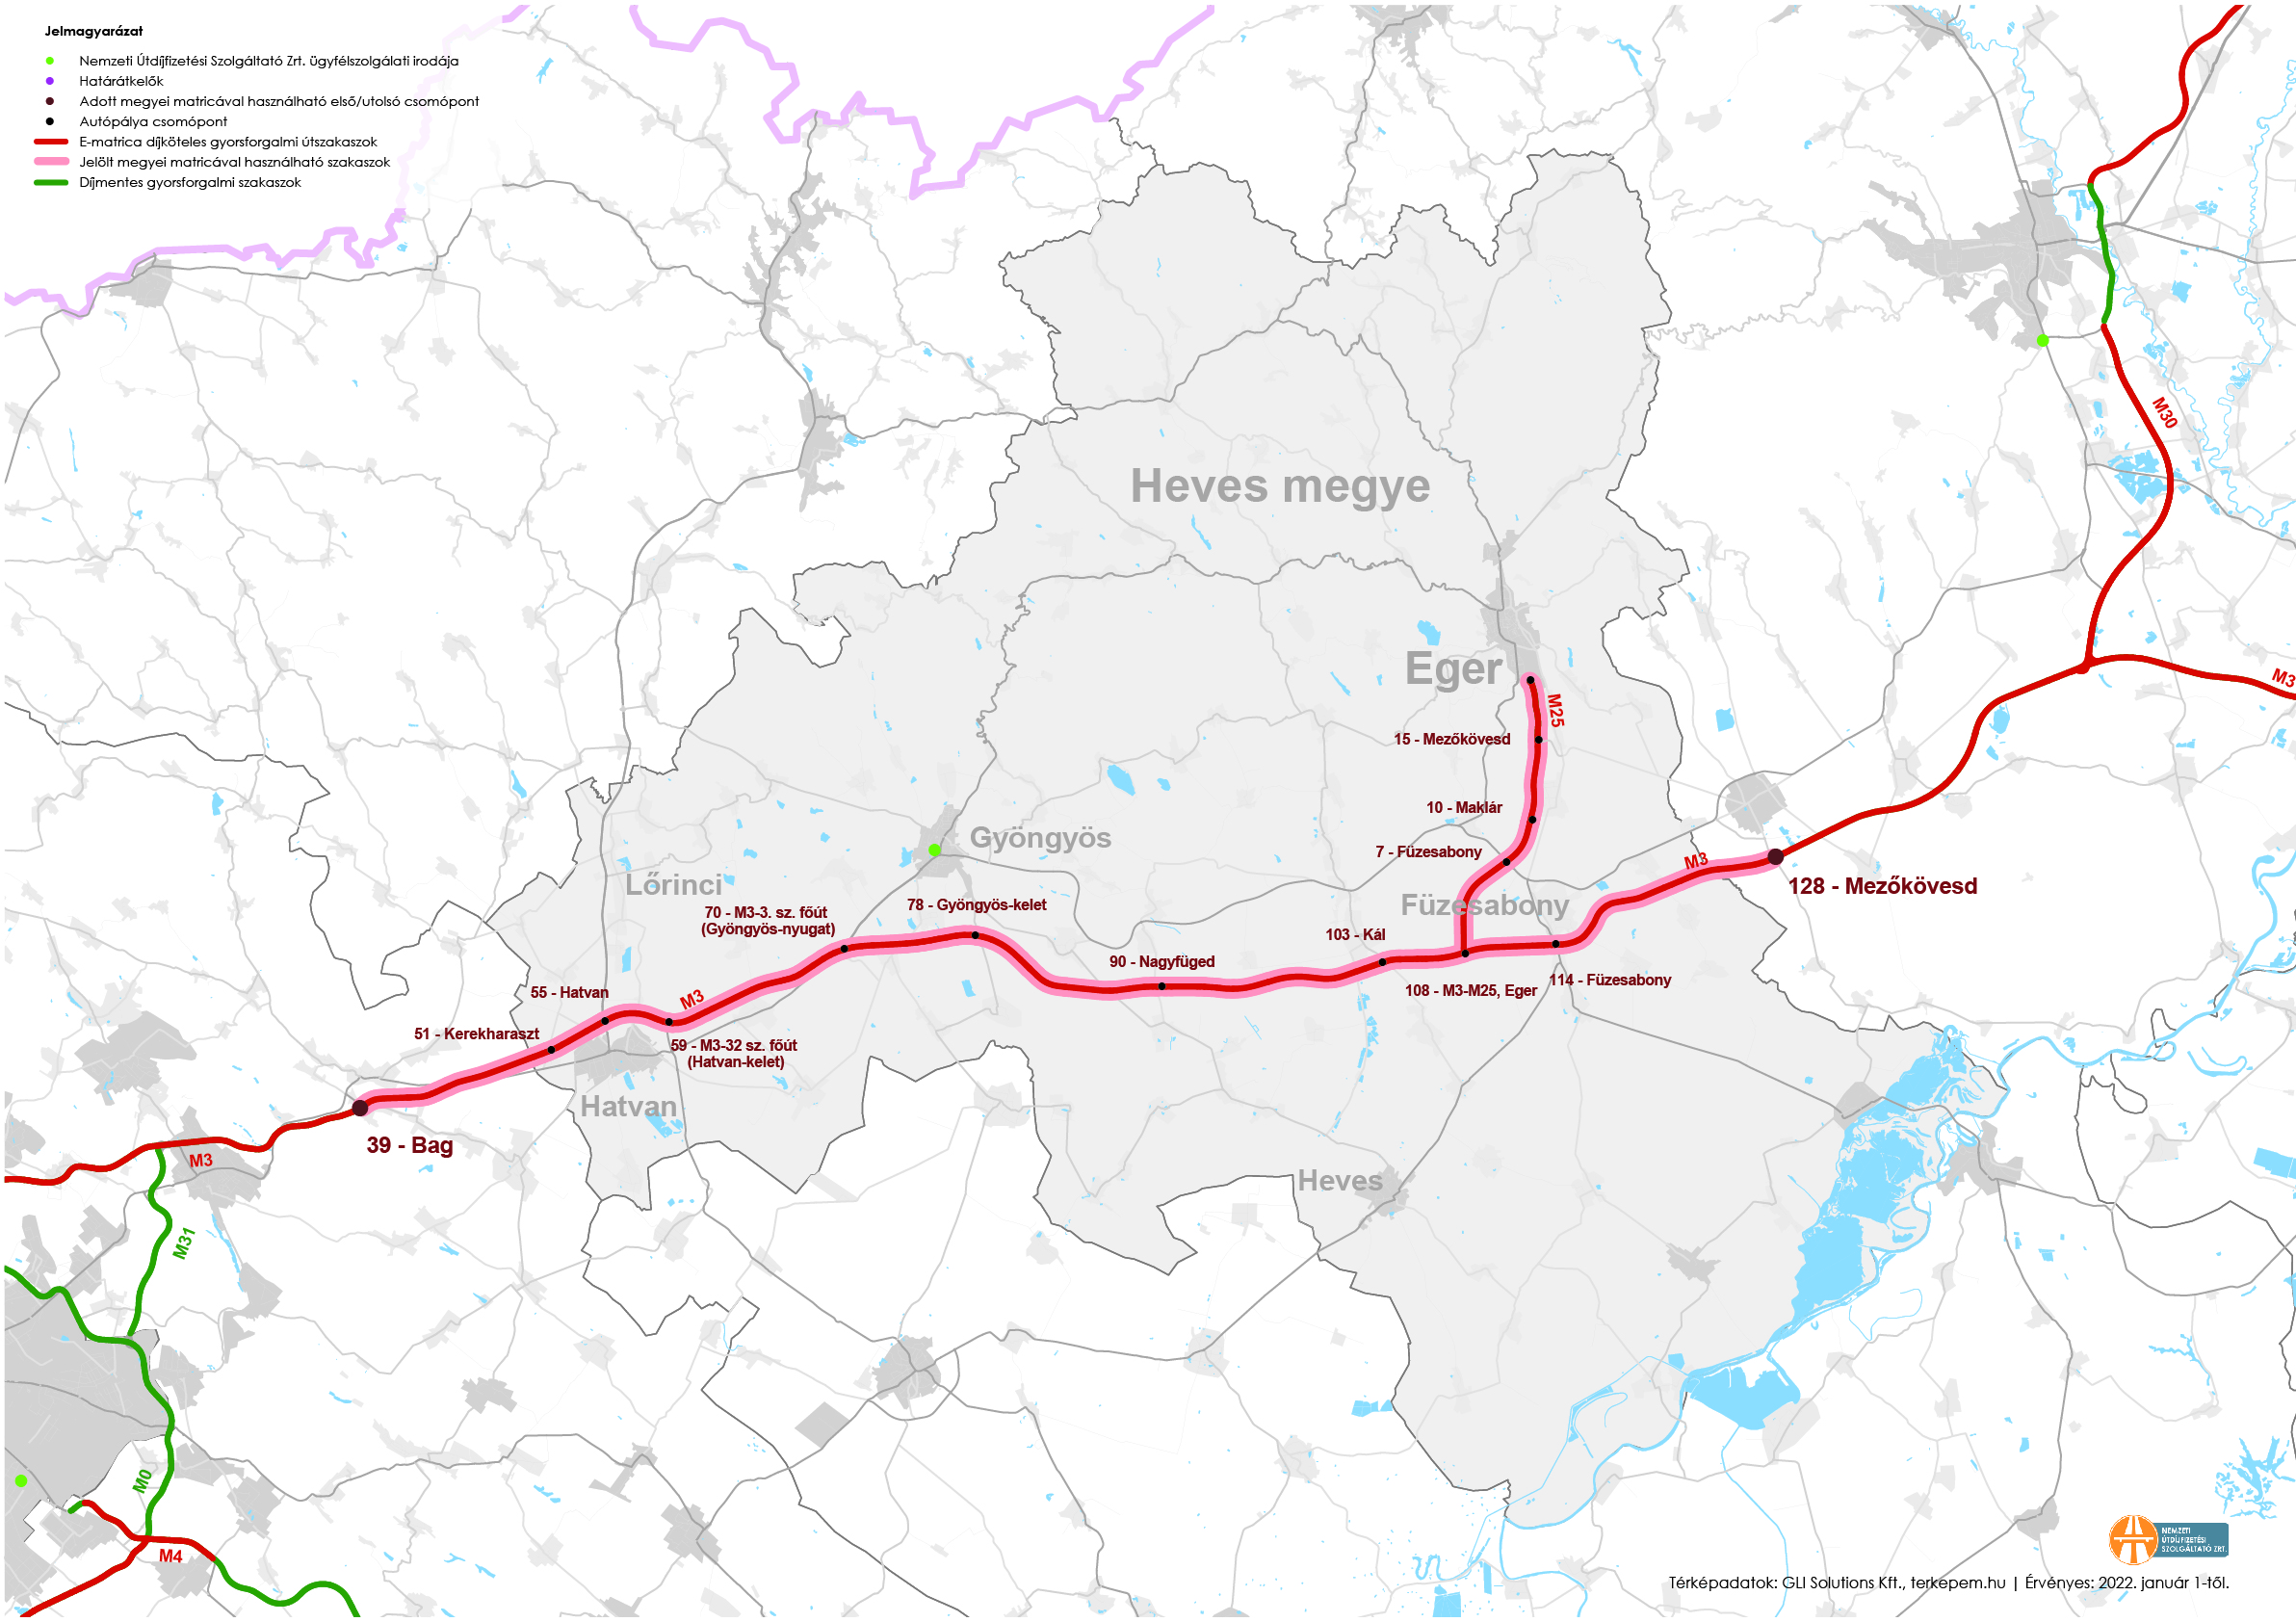 Jelmagyarázat
Nemzeti Útdíjfizetési Szolgáltató Zrt. ügyfélszolgálati irodája
Határátkelők
Adott megyei matricával használható első/utolsó csomópont
Autópálya csomópont
E-matrica díjköteles gyorsforgalmi útszakaszok
Jelölt megyei matricával használható szakaszok
Díjmentes gyorsforgalmi szakaszok
M30
Heves megye
Eger
M25
M3
15 - Mezőkövesd
10 - Maklár
Gyöngyös
7 - Füzesabony
M3
Lőrinci
128 - Mezőkövesd
78 - Gyöngyös-kelet
Füzesabony
70 - M3-3. sz. főút
(Gyöngyös-nyugat)
103 - Kál
90 - Nagyfüged
114 - Füzesabony
108 - M3-M25, Eger
55 - Hatvan
M3
51 - Kerekharaszt
59 - M3-32 sz. főút
(Hatvan-kelet)
Hatvan
39 - Bag
M3
Heves
M31
M0
M4
NEMZETI
ÚTDÍJFIZETÉSI
SZOLGÁLTATÓ ZRT.
Térképadatok: GLI Solutions Kft., terkepem.hu | Érvényes: 2022. január 1-től.